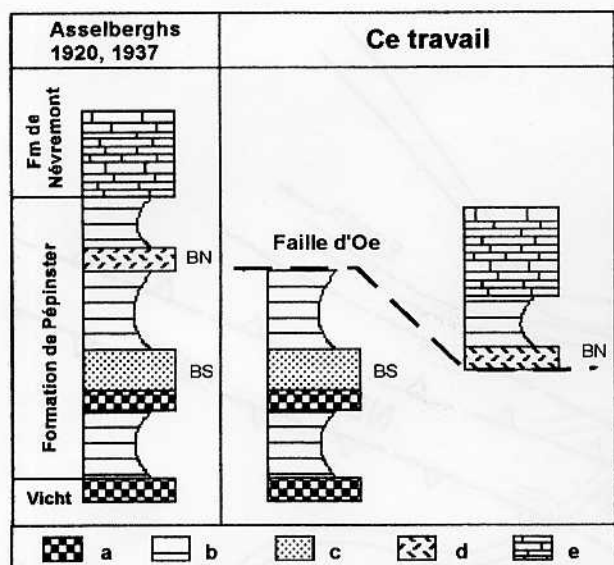 Asselberghs
1920, 1937
Ce travail
Fm de
Névremont
Formation de Pépinster
Vicht
BN
BS
Faille d'Oe
BS
BN
a b c d e